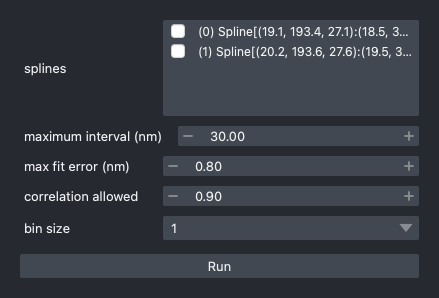 splines
(0) Spline[(19.1, 193.4, 27.1):(18.5, 3...
(1) Spline[(20.2, 193.6, 27.6):(19.5, 3...
maximum interval (nm) − 30.00 +
max fit error (nm) − 0.80 +
correlation allowed − 0.90 +
bin size 1
Run